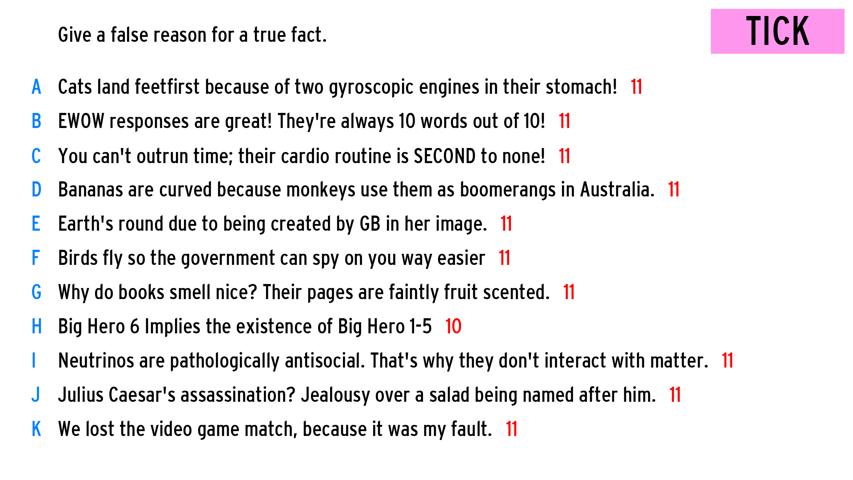 Give a false reason for a true fact.
TICK
A Cats land feetfirst because of two gyroscopic engines in their stomach! 11
B EWOW responses are great! They're always 10 words out of 10! 11
C You can't outrun time; their cardio routine is SECOND to none! 11
D Bananas are curved because monkeys use them as boomerangs in Australia. 11
E Earth's round due to being created by GB in her image. 11
F Birds fly so the government can spy on you way easier 11
G Why do books smell nice? Their pages are faintly fruit scented. 11
H Big Hero 6 Implies the existence of Big Hero 1-5 10
I Neutrinos are pathologically antisocial. That's why they don't interact with matter. 11
J Julius Caesar's assassination? Jealousy over a salad being named after him. 11
K We lost the video game match, because it was my fault. 11